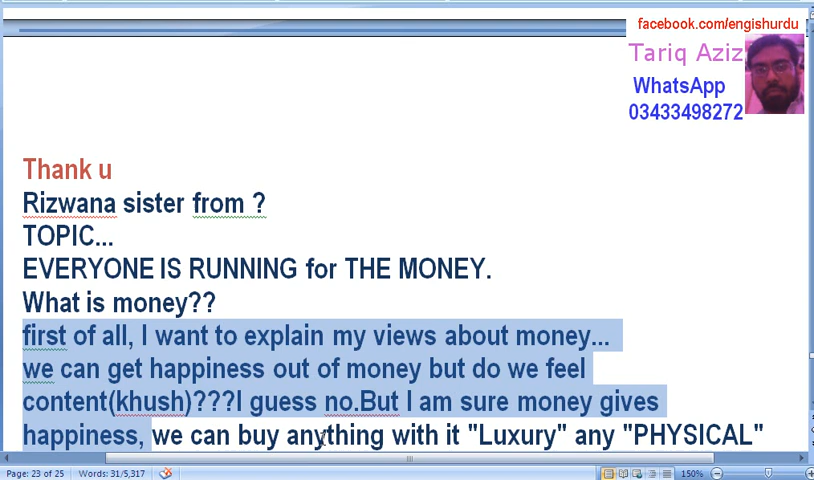 facebook.com/engishurdu
Tariq Aziz
WhatsApp
03433498272
Thank u
Rizwana sister from ?
TOPIC...
EVERYONE IS RUNNING for THE MONEY.
What is money??
first of all, I want to explain my views about money...
we can get happiness out of money but do we feel
content(khush)???I guess no.But I am sure money gives
happiness, we can buy anything with it "Luxury" any "PHYSICAL"
Page: 23 of 25 Words: 31/5,317 150%